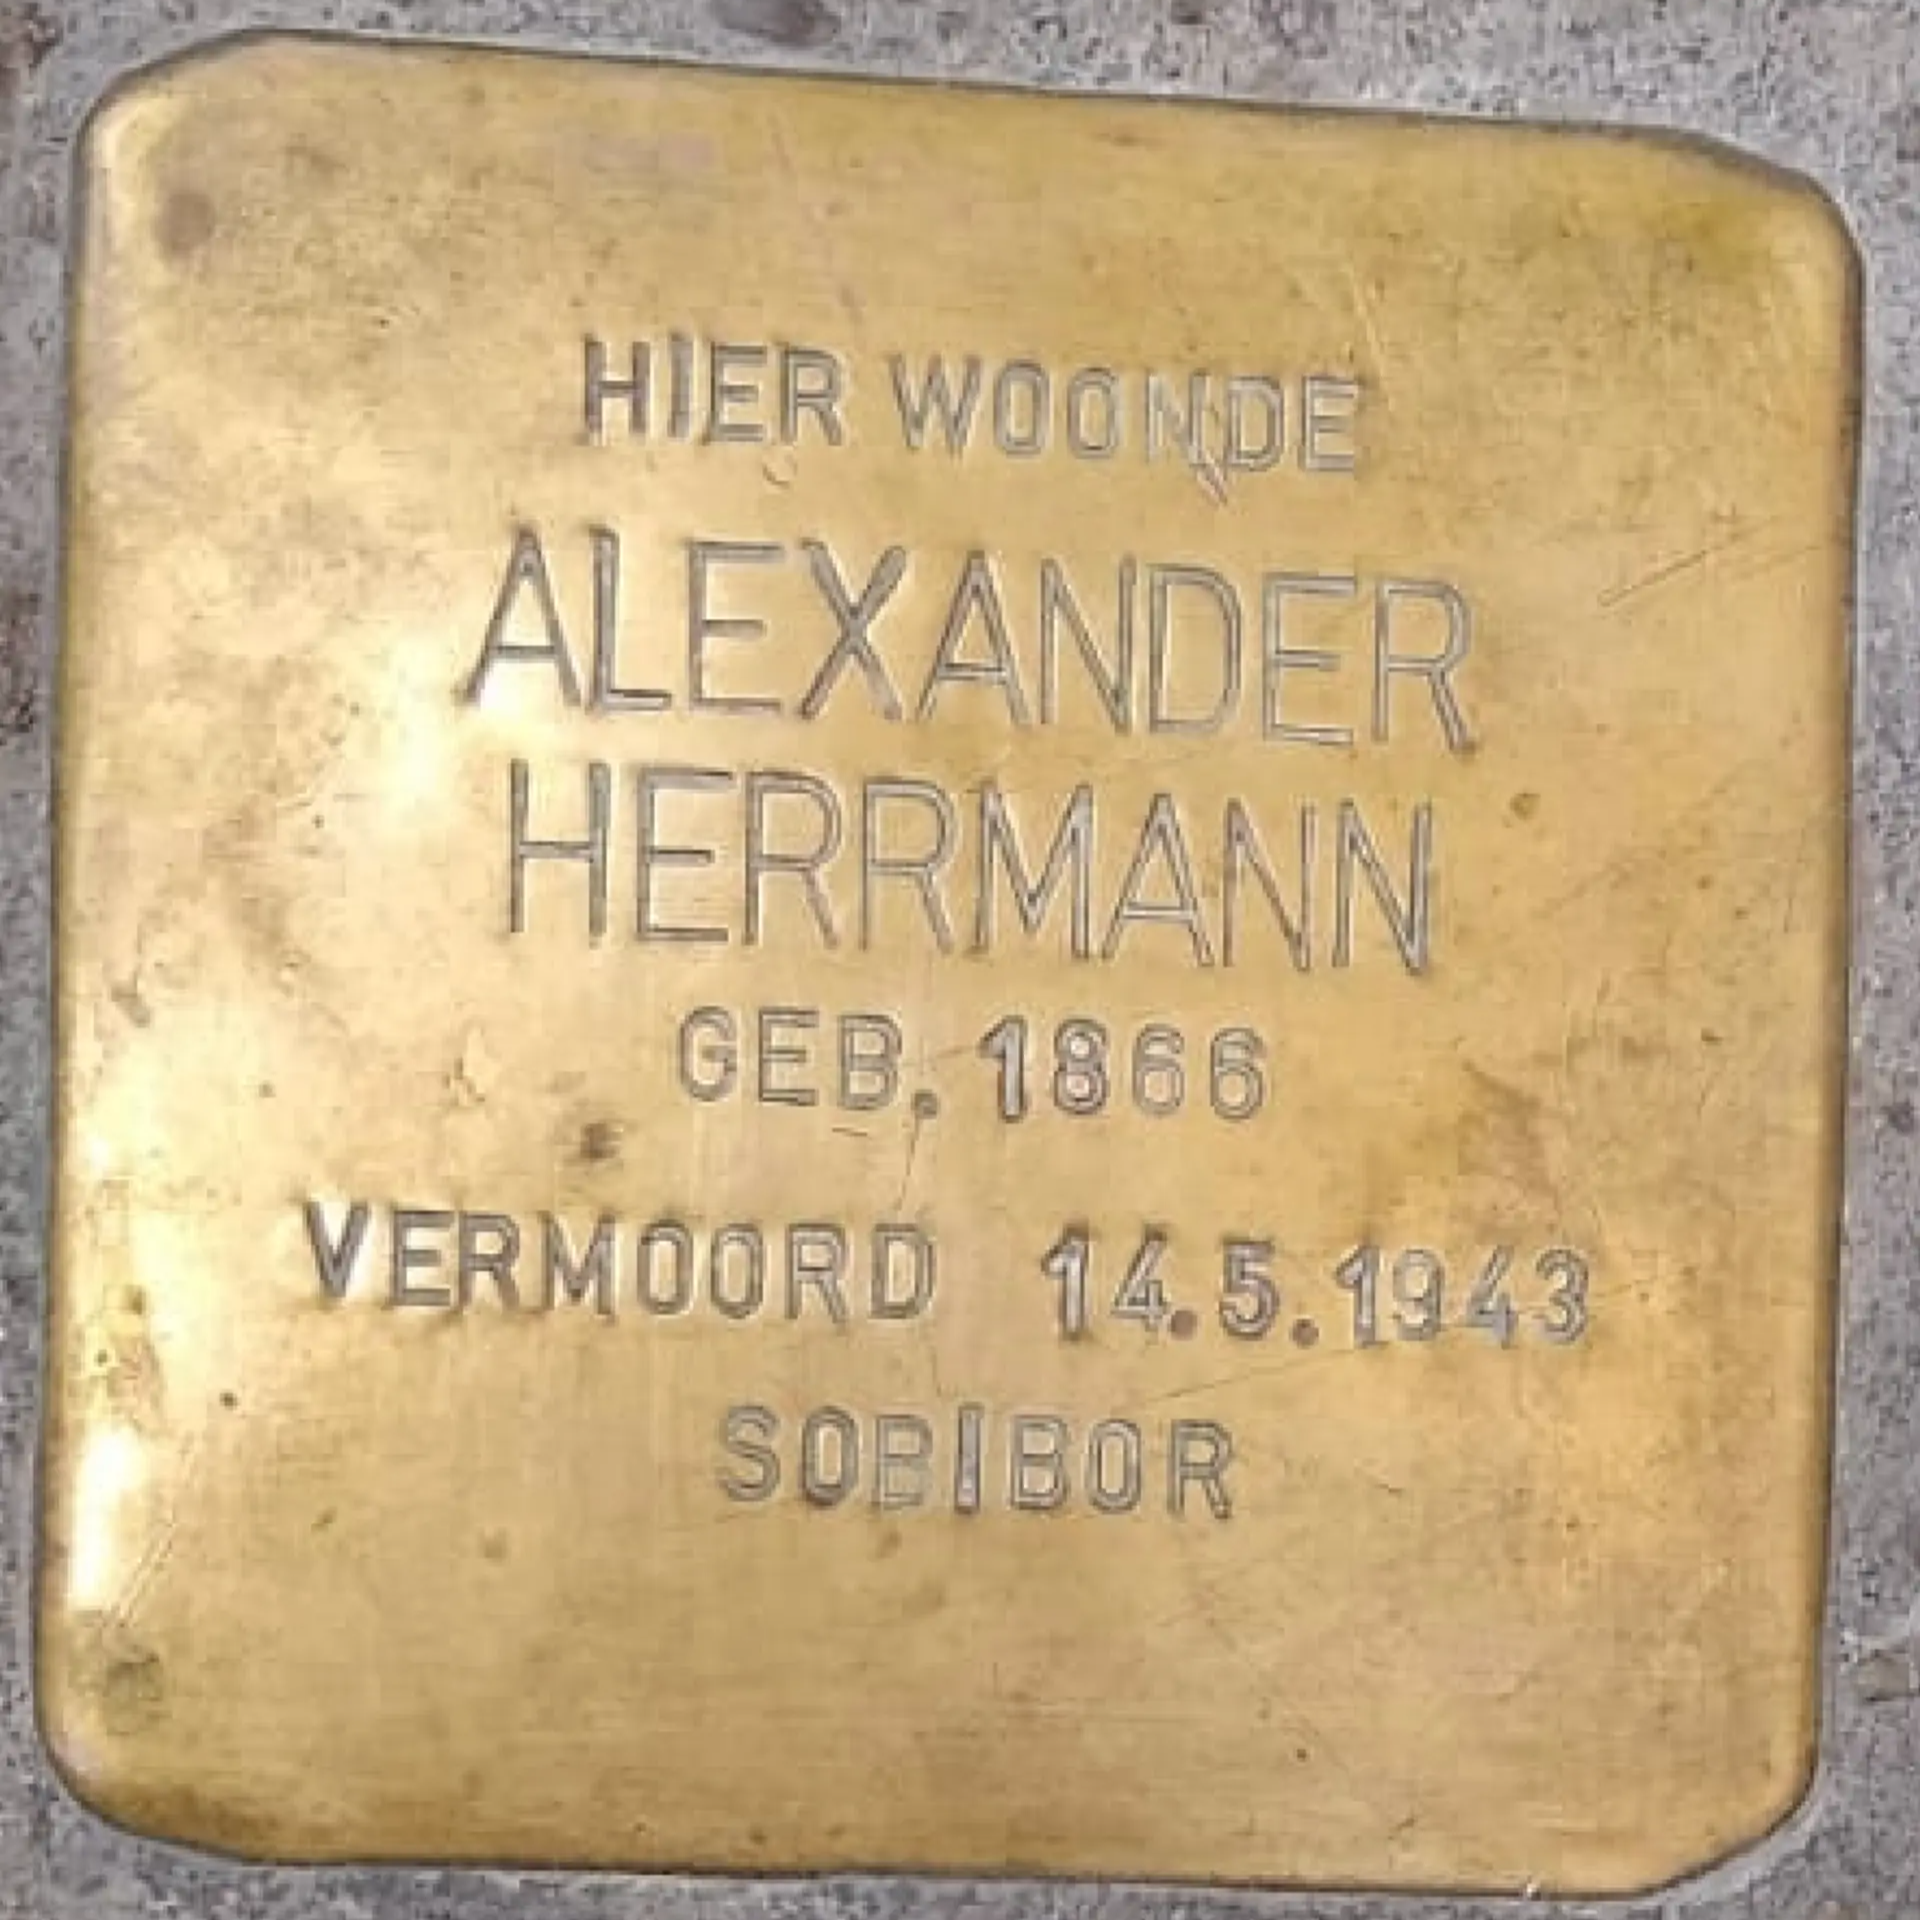 HIER WOONDE
ALEXANDER
HERRMANN
GEB. 1866
VERMOORD 14.5.1943
SOBIBOR